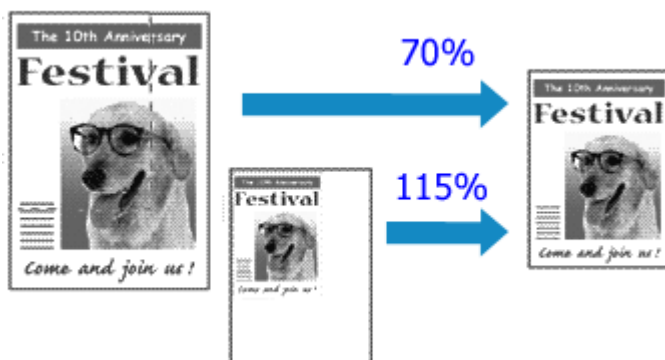 The 10th Anniversary
Festival
Come and join us!
70%
The 10th Anniversary
Festival
Come and join us!
115%
The 10th Anniversary
Festival
Come and join us!